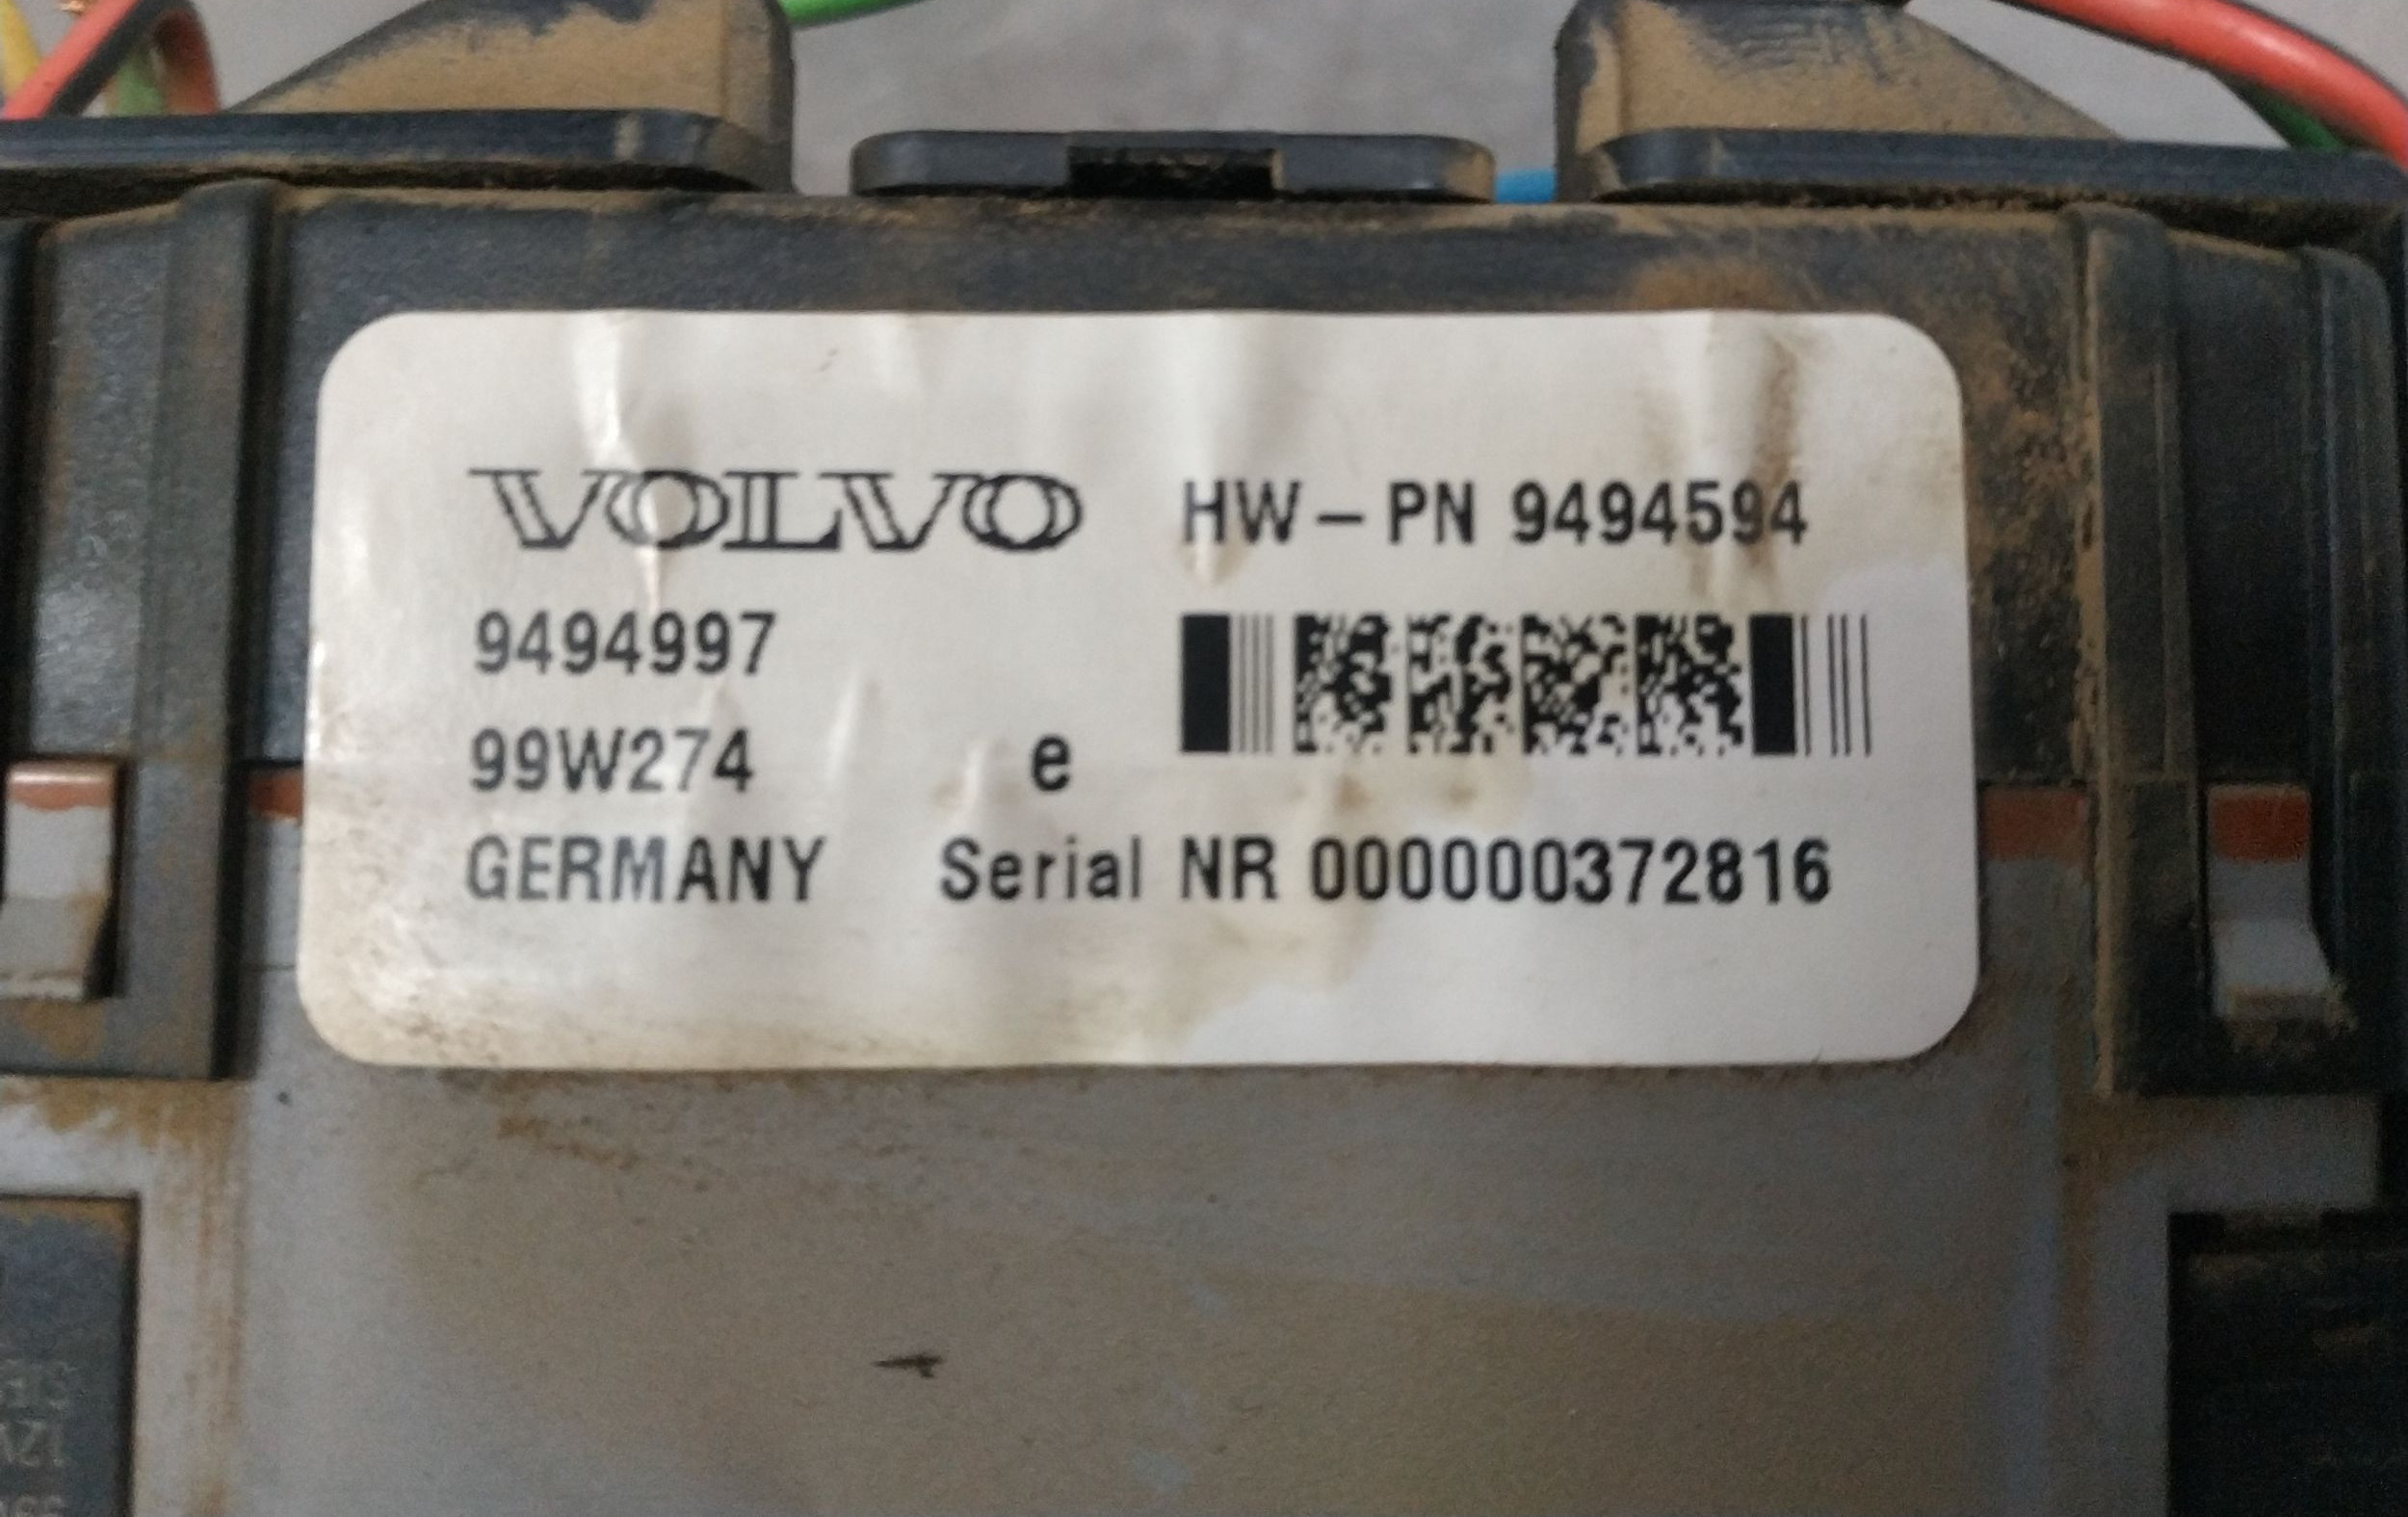 VOLVO HW-PN 9494594
9494997
99W274 e
GERMANY Serial NR 000000372816